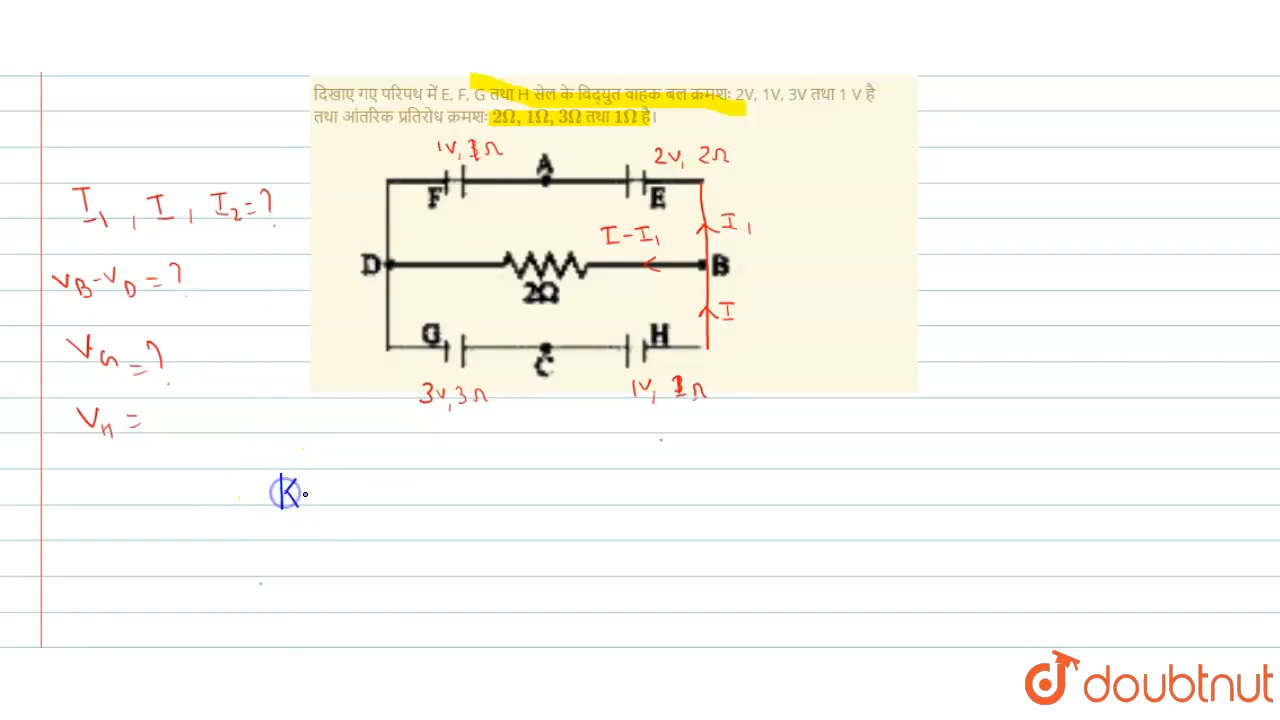 दिखाए गए परिपथ में E, F, G तथा H सेल के विद्युत वाहक बल क्रमशः 2V, 1V, 3V तथा 1 V है
तथा आंतरिक प्रतिरोध क्रमशः 2Ω, 1Ω, 3Ω तथा 1Ω है।
1V, 1Ω
A
2V, 2Ω
F
E
I₁, I, I₂ = ?
I₁
I - I₁
D
B
V_B - V_D = ?
2Ω
I
G
H
C
V_G = ?
3V, 3Ω
1V, 1Ω
V_H =
K
doubtnut